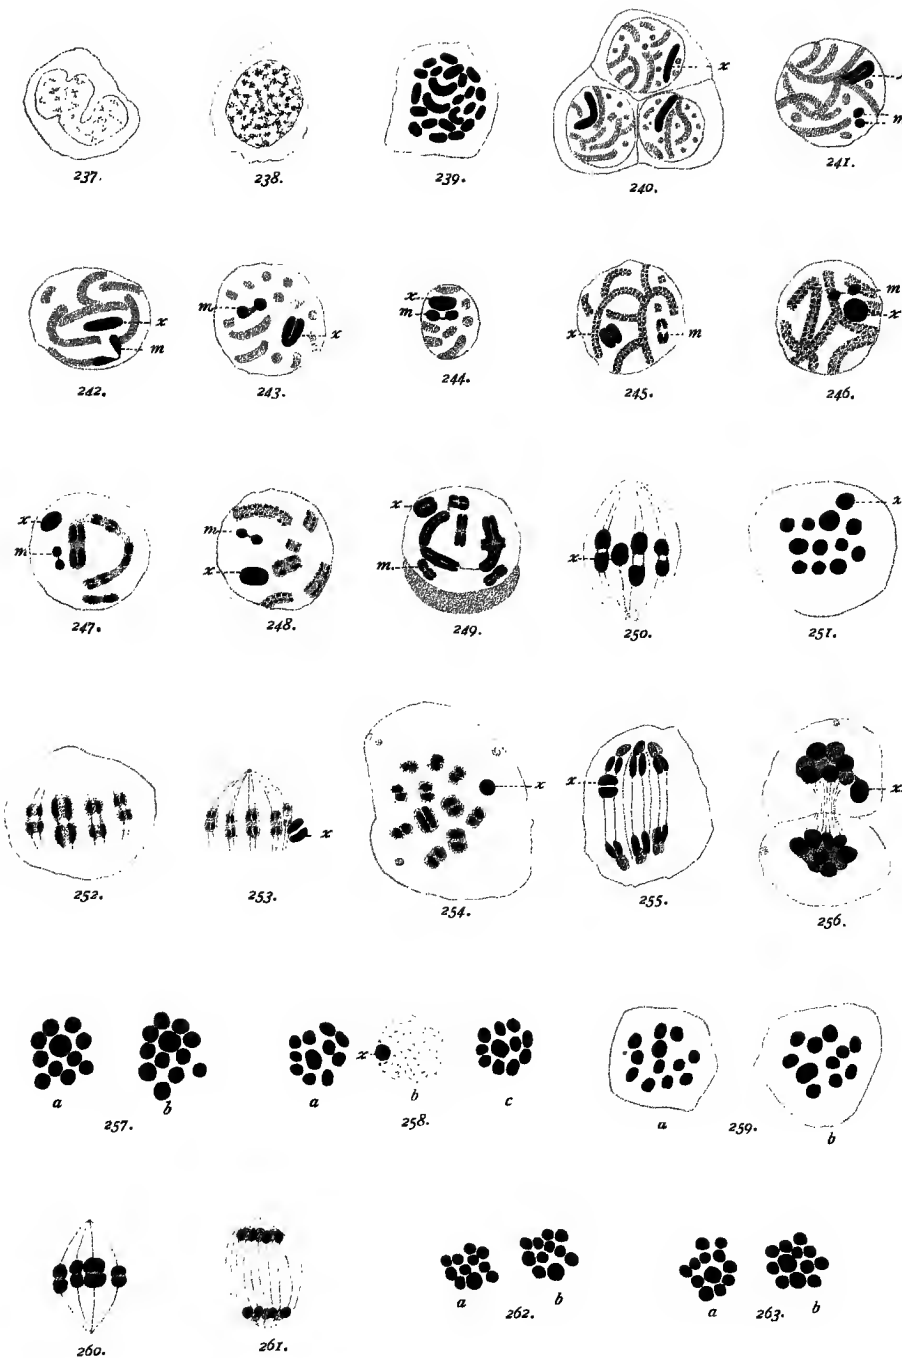 x
x
m
237.
238.
239.
240.
241.
x
m
m
x
x
m
x
m
m
x
242.
243.
244.
245.
246.
x
m
m
x
x
m
x
x
247.
248.
249.
250.
251.
x
x
x
x
252.
253.
254.
255.
256.
x
a
b
a
b
c
a
b
257.
258.
259.
a
b
a
b
260.
261.
262.
263.